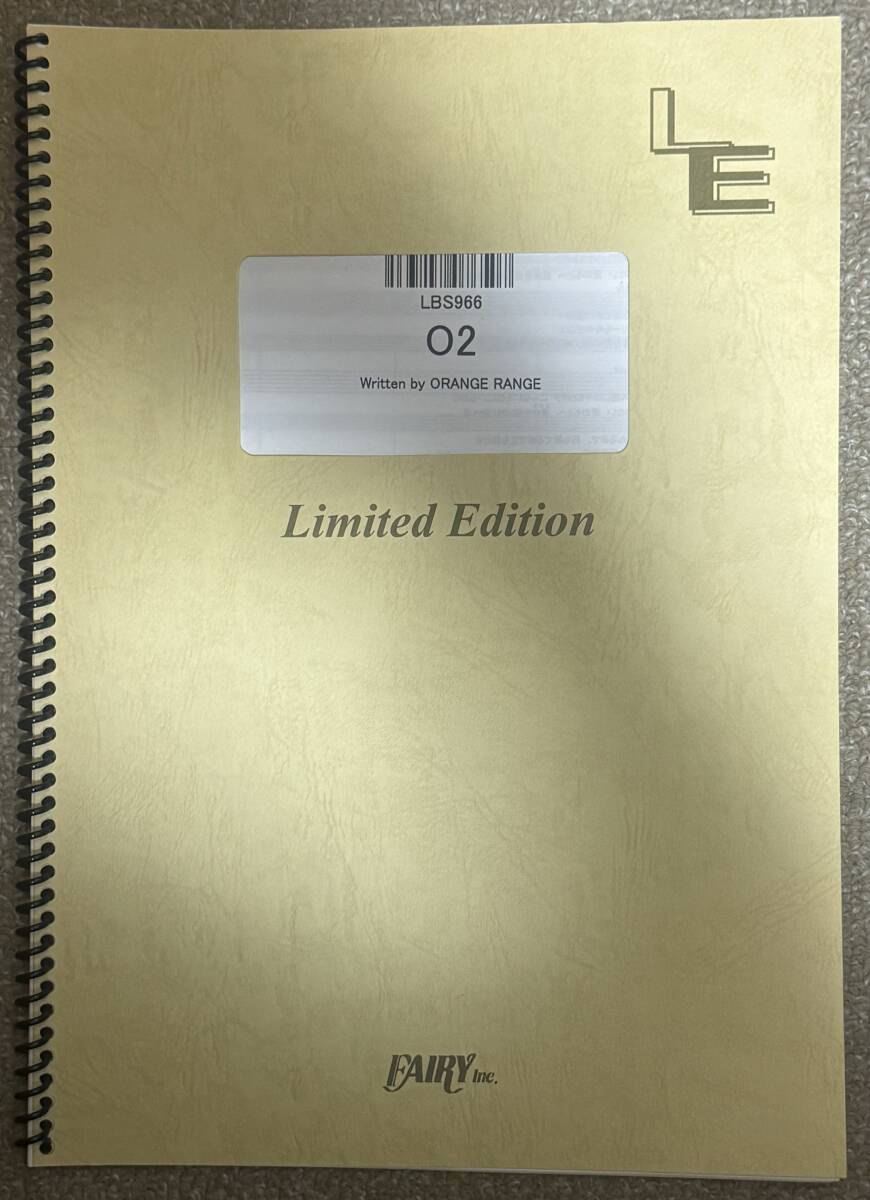 LE
LBS966
O2
Written by ORANGE RANGE
Limited Edition
FAIRY Inc.